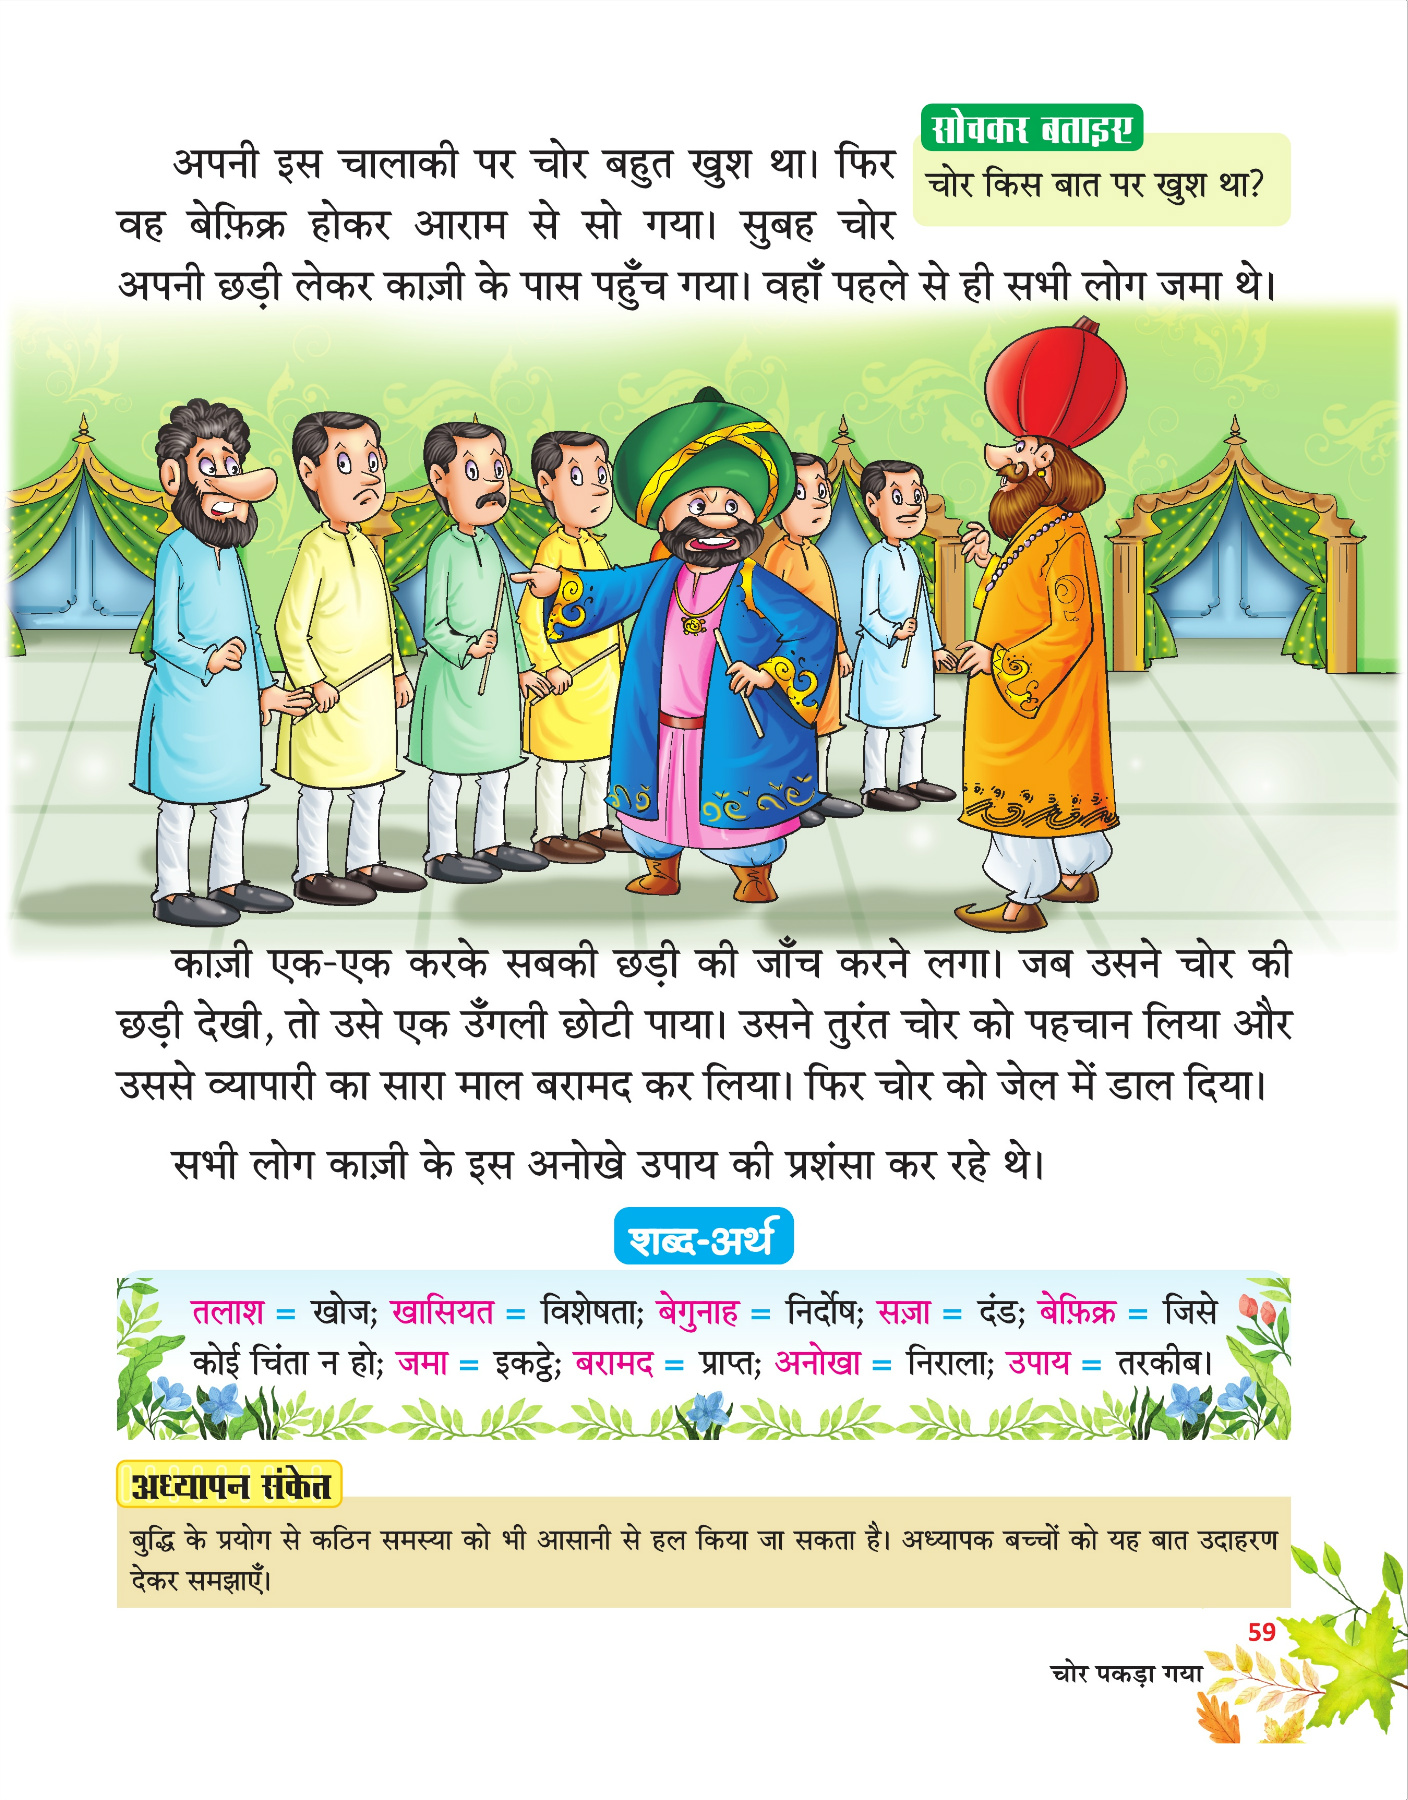 सोचकर बताइए
चोर किस बात पर खुश था?
अपनी इस चालाकी पर चोर बहुत खुश था। फिर
वह बेफ़िक्र होकर आराम से सो गया। सुबह चोर
अपनी छड़ी लेकर काज़ी के पास पहुँच गया। वहाँ पहले से ही सभी लोग जमा थे।
काज़ी एक-एक करके सबकी छड़ी की जाँच करने लगा। जब उसने चोर की
छड़ी देखी, तो उसे एक उँगली छोटी पाया। उसने तुरंत चोर को पहचान लिया और
उससे व्यापारी का सारा माल बरामद कर लिया। फिर चोर को जेल में डाल दिया।
सभी लोग काज़ी के इस अनोखे उपाय की प्रशंसा कर रहे थे।
शब्द-अर्थ
तलाश = खोज; खासियत = विशेषता; बेगुनाह = निर्दोष; सज़ा = दंड; बेफ़िक्र = जिसे
कोई चिंता न हो; जमा = इकट्ठे; बरामद = प्राप्त; अनोखा = निराला; उपाय = तरकीब।
अध्यापन संकेत
बुद्धि के प्रयोग से कठिन समस्या को भी आसानी से हल किया जा सकता है। अध्यापक बच्चों को यह बात उदाहरण
देकर समझाएँ।
59
चोर पकड़ा गया